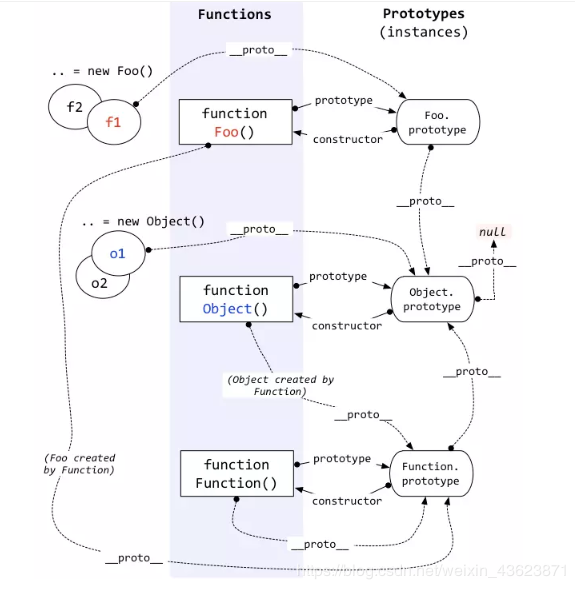 Functions
Prototypes
(instances)
__proto__
.. = new Foo()
f2
f1
function
Foo()
prototype
constructor
Foo.
prototype
__proto__
.. = new Object()
__proto__
null
o1
o2
__proto__
function
Object()
prototype
constructor
Object.
prototype
(Object created by
Function)
__proto__
__proto__
(Foo created
by Function)
function
Function()
prototype
constructor
Function.
prototype
__proto__
__proto__
https://blog.csdn.net/weixin_43623871